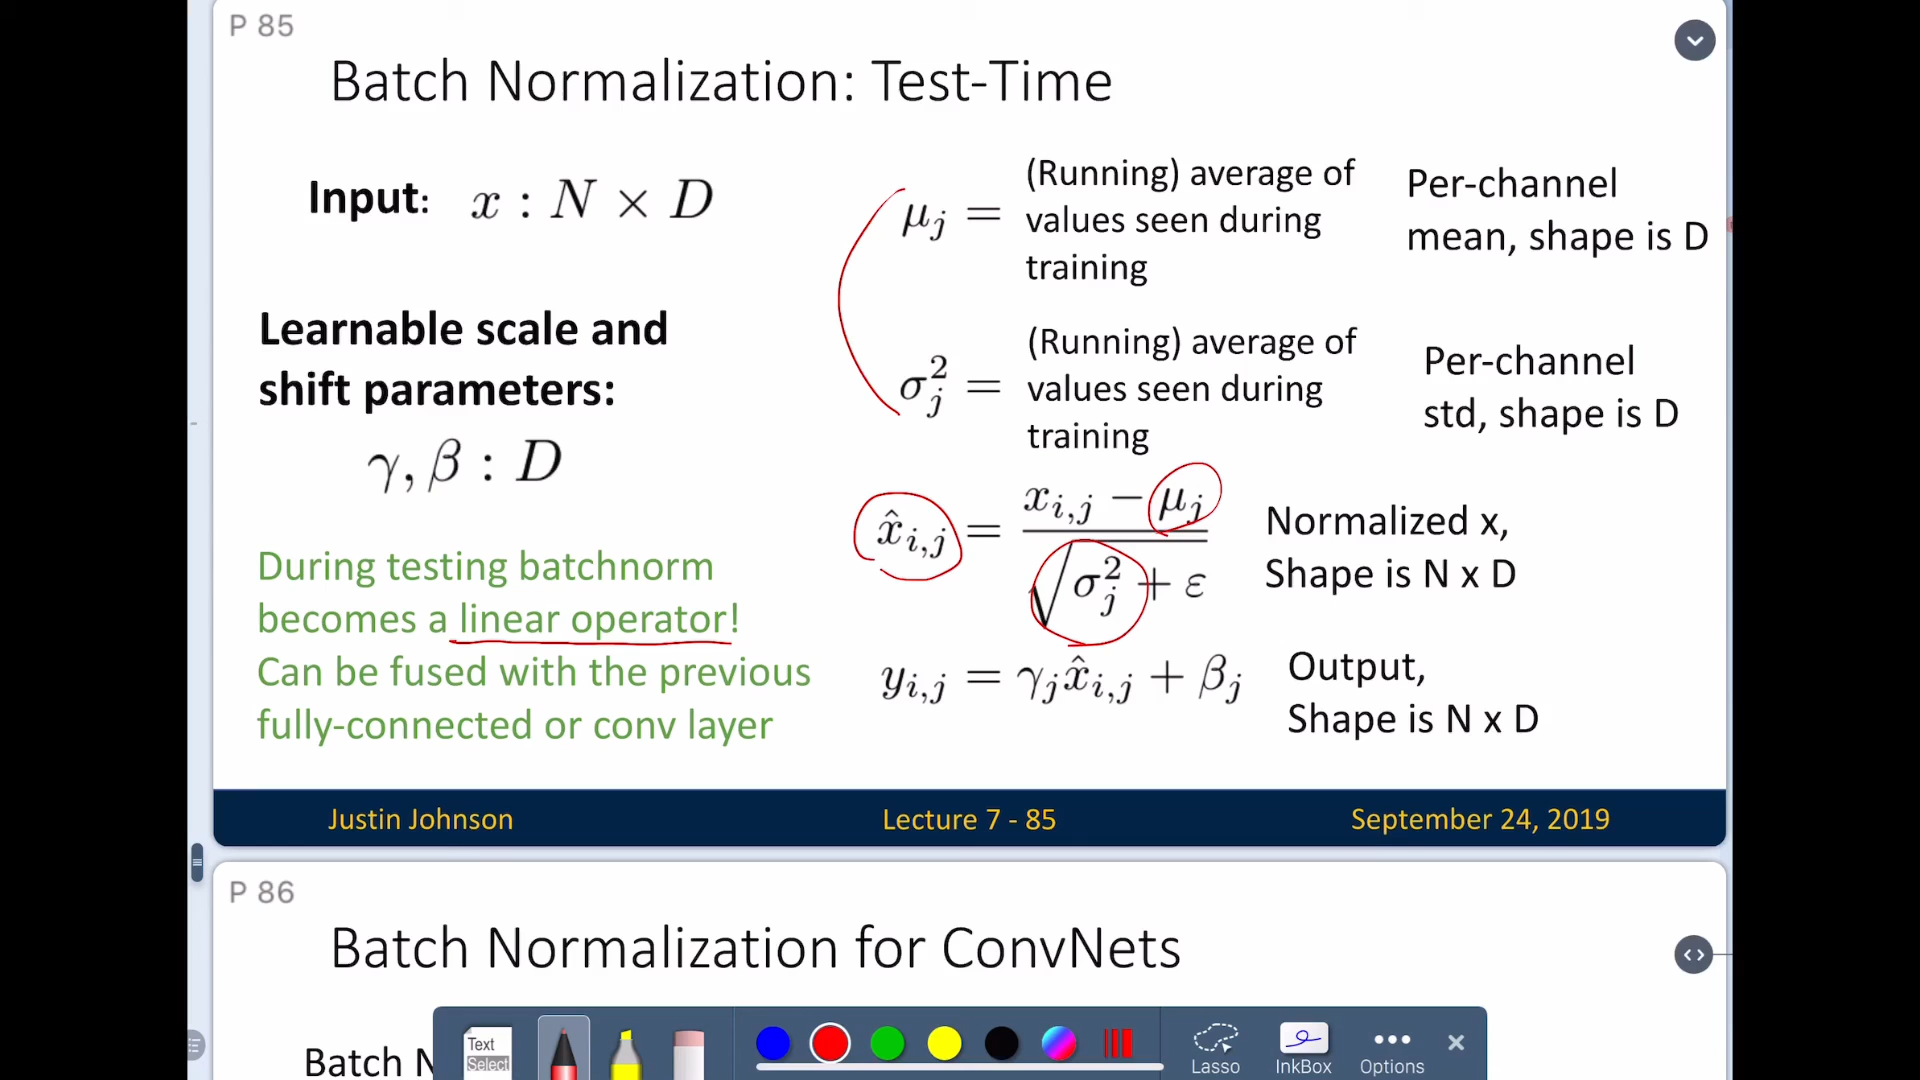 P 85
Batch Normalization: Test-Time
Input: x : N × D
Learnable scale and
shift parameters:
γ, β : D
During testing batchnorm
becomes a linear operator!
Can be fused with the previous
fully-connected or conv layer
μ_j = (Running) average of
values seen during
training
Per-channel
mean, shape is D
σ_j^2 = (Running) average of
values seen during
training
Per-channel
std, shape is D
x̂_{i,j} = (x_{i,j} − μ_j) / √(σ_j^2 + ε)
Normalized x,
Shape is N x D
y_{i,j} = γ_j x̂_{i,j} + β_j
Output,
Shape is N x D
Justin Johnson
Lecture 7 - 85
September 24, 2019
P 86
Batch Normalization for ConvNets
Batch
Text
Select
Lasso
InkBox
Options